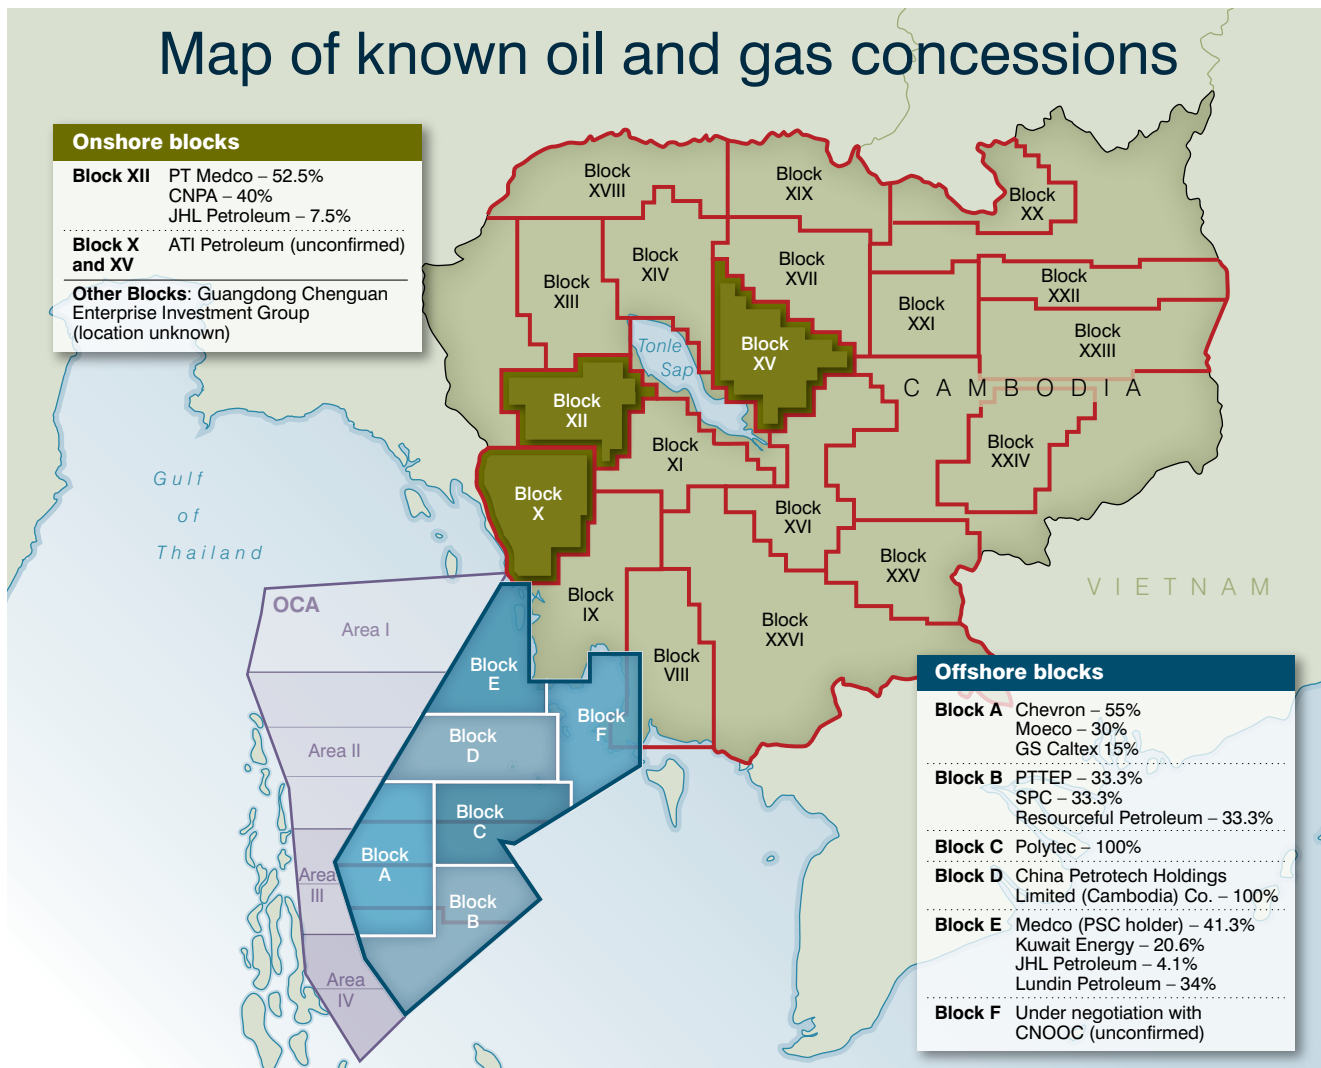 Map of known oil and gas concessions
Onshore blocks
Block XII PT Medco – 52.5%
CNPA – 40%
JHL Petroleum – 7.5%
Block X ATI Petroleum (unconfirmed)
and XV
Other Blocks: Guangdong Chenguan
Enterprise Investment Group
(location unknown)
Block
XVIII
Block
XIX
Block
XX
Block
XIV
Block
XVII
Block
XIII
Block
XXII
Block
XXI
Block
XXIII
Tonle
Sap
Block
XV
CAMBODIA
Block
XII
Block
XI
Block
XXIV
Block
X
Block
XVI
Block
XXV
Gulf
of
Thailand
VIETNAM
OCA
Area I
Block
IX
Block
XXVI
Block
VIII
Block
E
Block
F
Area II
Block
D
Block
C
Block
A
Area
III
Block
B
Area
IV
Offshore blocks
Block A Chevron – 55%
Moeco – 30%
GS Caltex 15%
Block B PTTEP – 33.3%
SPC – 33.3%
Resourceful Petroleum – 33.3%
Block C Polytec – 100%
Block D China Petrotech Holdings
Limited (Cambodia) Co. – 100%
Block E Medco (PSC holder) – 41.3%
Kuwait Energy – 20.6%
JHL Petroleum – 4.1%
Lundin Petroleum – 34%
Block F Under negotiation with
CNOOC (unconfirmed)